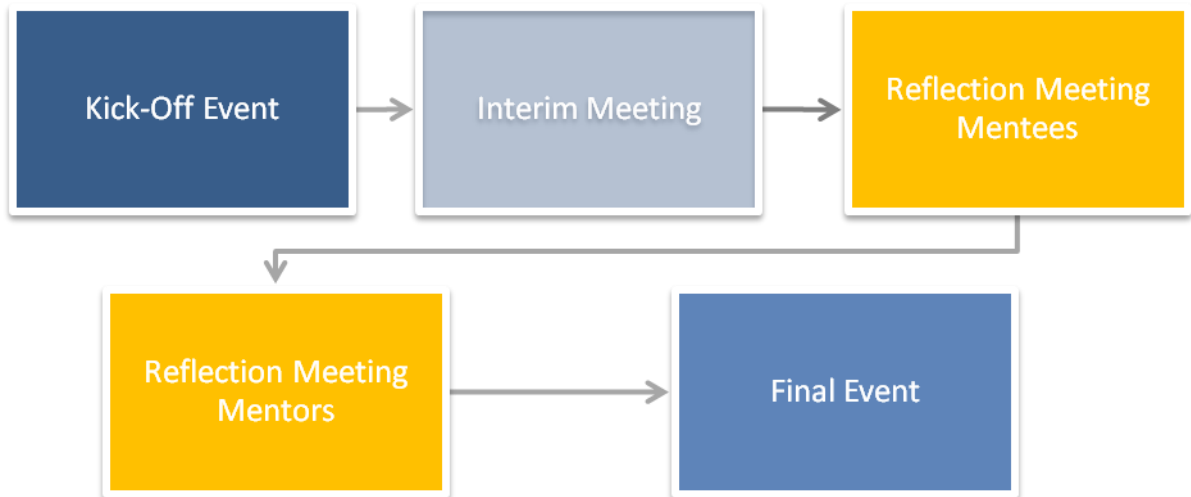 Kick-Off Event
Interim Meeting
Reflection Meeting
Mentees
Reflection Meeting
Mentors
Final Event